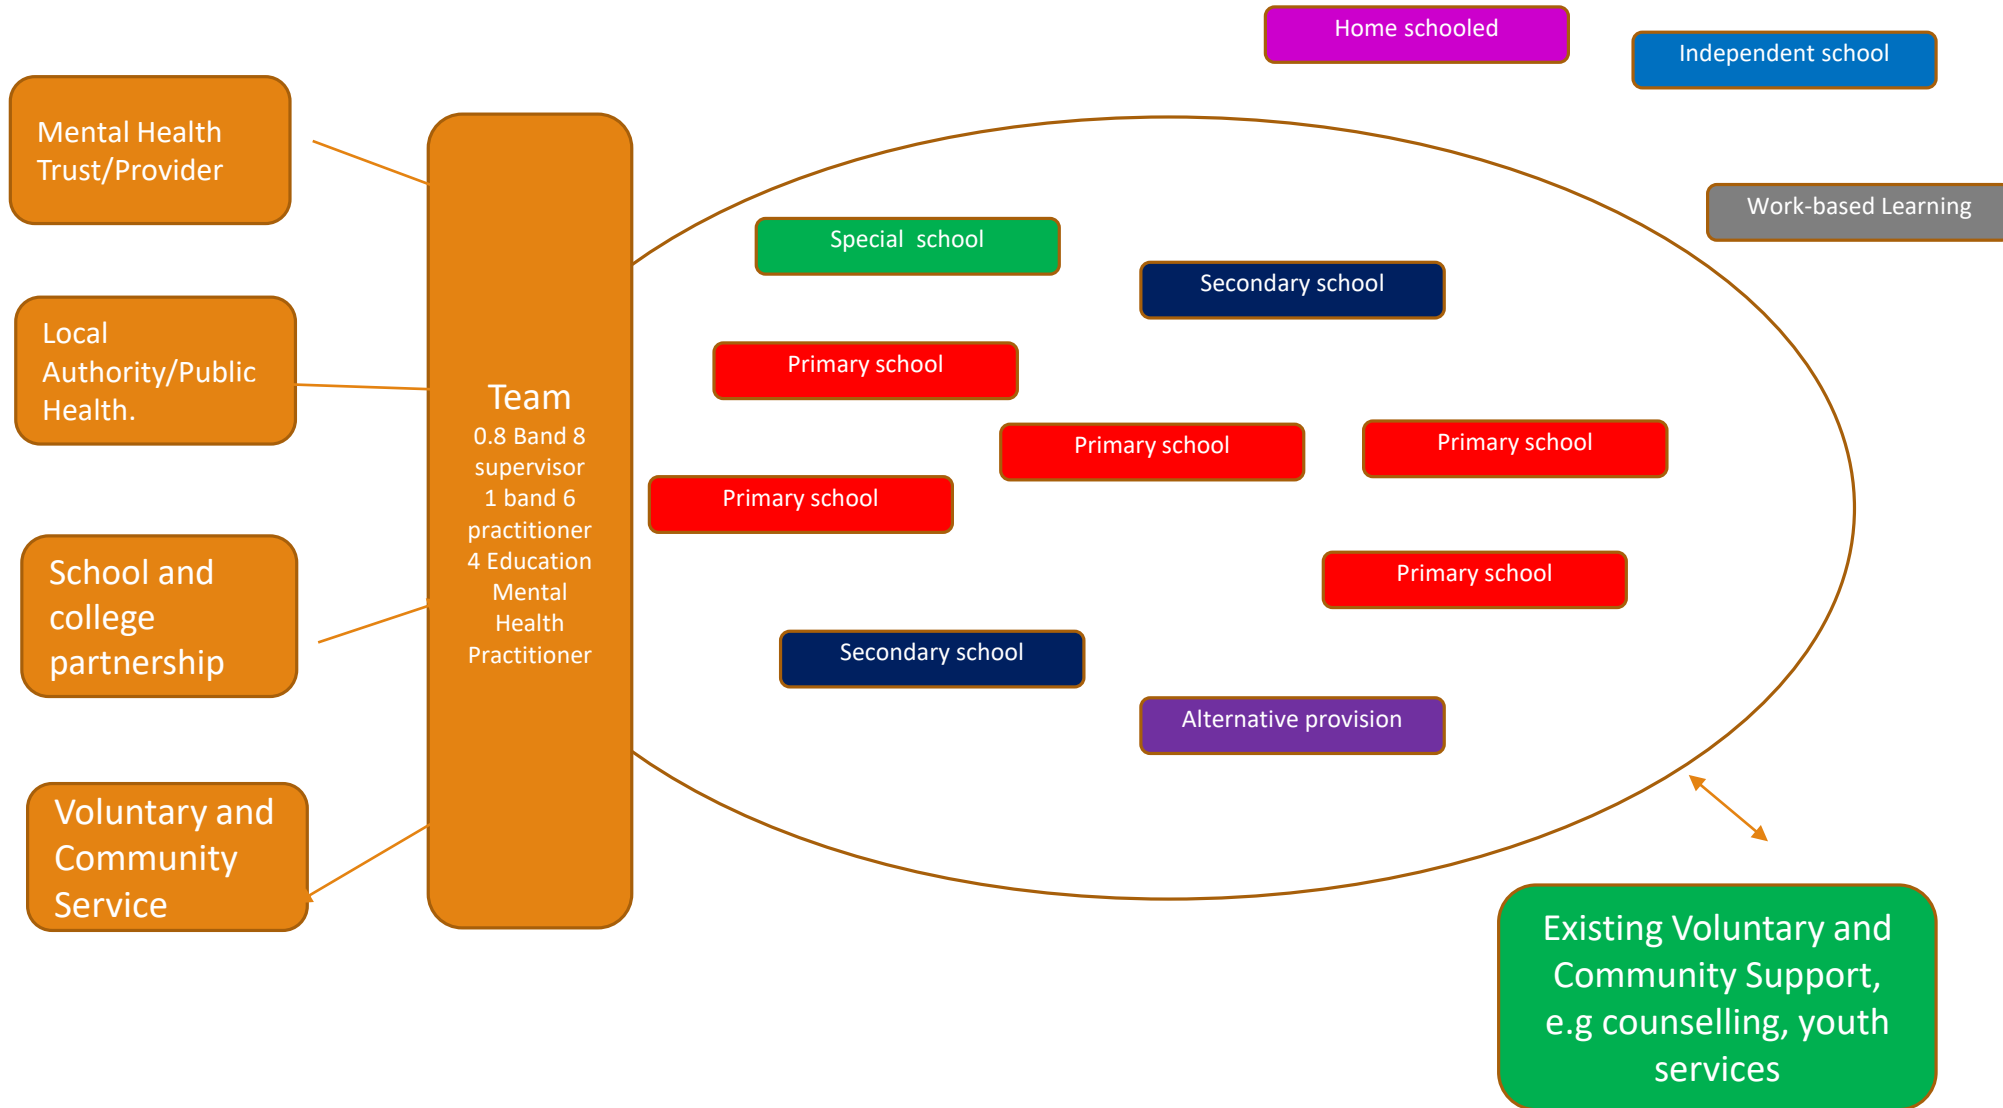 Home schooled
Independent school
Mental Health
Trust/Provider
Work-based Learning
Special  school
Secondary school
Local
Authority/Public
Health.
Primary school
Team
0.8 Band 8
supervisor
1 band 6
practitioner
4 Education
Mental
Health
Practitioner
Primary school
Primary school
Primary school
School and
college
partnership
Primary school
Secondary school
Alternative provision
Voluntary and
Community
Service
Existing Voluntary and
Community Support,
e.g counselling, youth
services